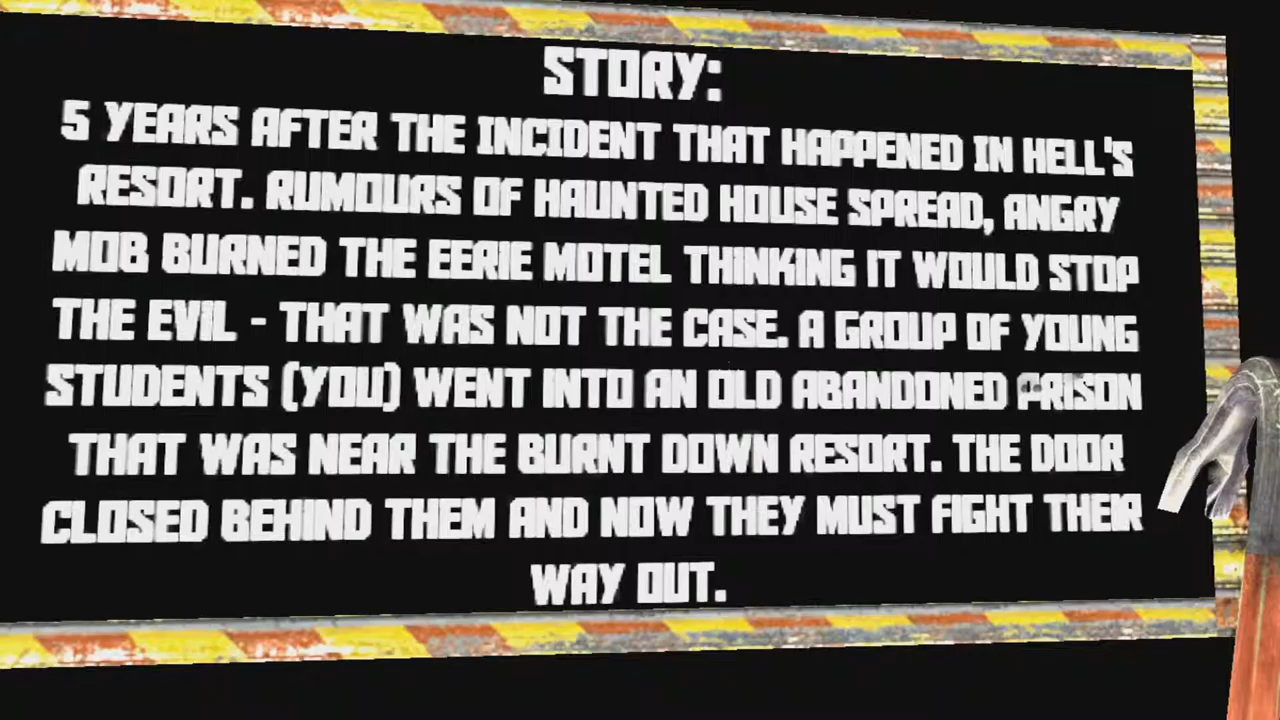 STORY:
5 YEARS AFTER THE INCIDENT THAT HAPPENED IN HELL'S
RESORT. RUMOURS OF HAUNTED HOUSE SPREAD, ANGRY
MOB BURNED THE EERIE MOTEL THINKING IT WOULD STOP
THE EVIL - THAT WAS NOT THE CASE. A GROUP OF YOUNG
STUDENTS (YOU) WENT INTO AN OLD ABANDONED PRISON
THAT WAS NEAR THE BURNT DOWN RESORT. THE DOOR
CLOSED BEHIND THEM AND NOW THEY MUST FIGHT THEIR
WAY OUT.